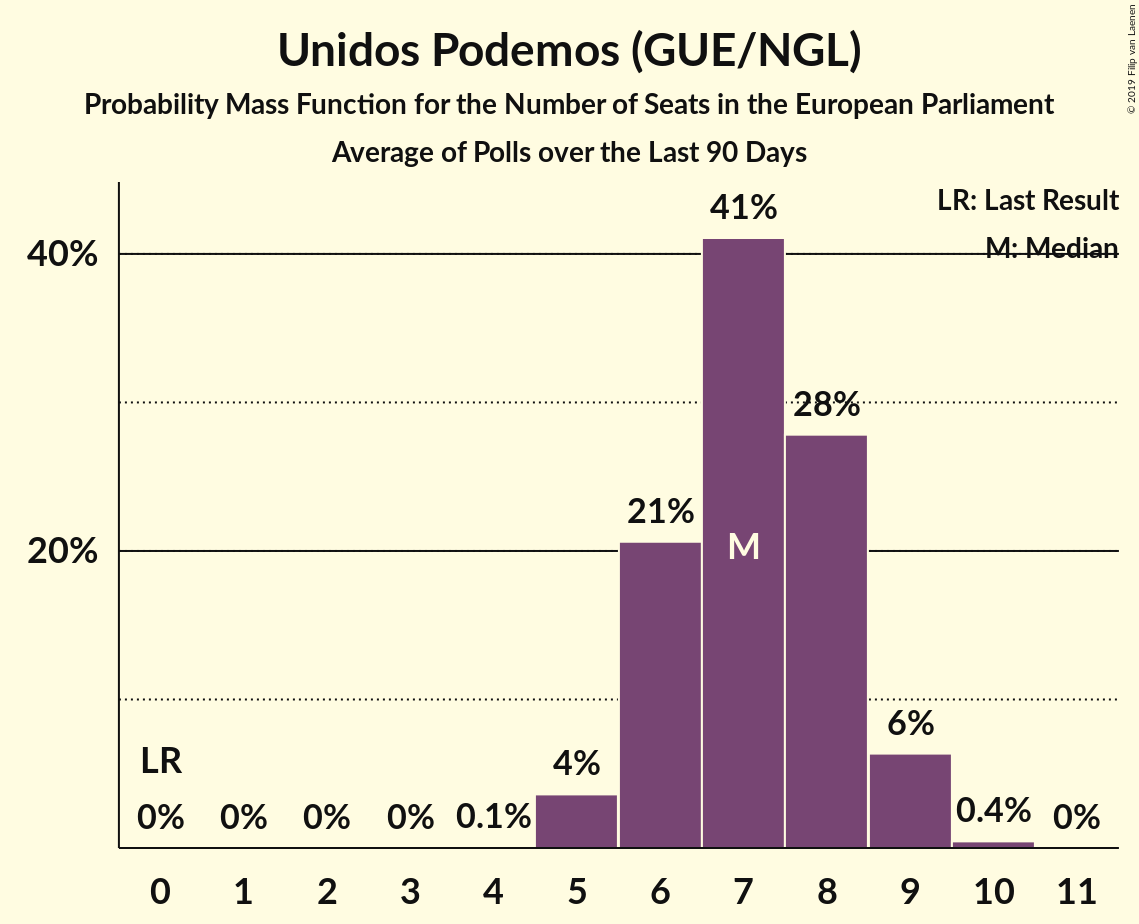 Unidos Podemos (GUE/NGL)
Probability Mass Function for the Number of Seats in the European Parliament
Average of Polls over the Last 90 Days
© 2019 Filip van Laenen
LR: Last Result
M: Median
41%
40%
28%
21%
M
20%
6%
LR
4%
0% 0% 0% 0% 0.1% 0.4% 0%
0 1 2 3 4 5 6 7 8 9 10 11